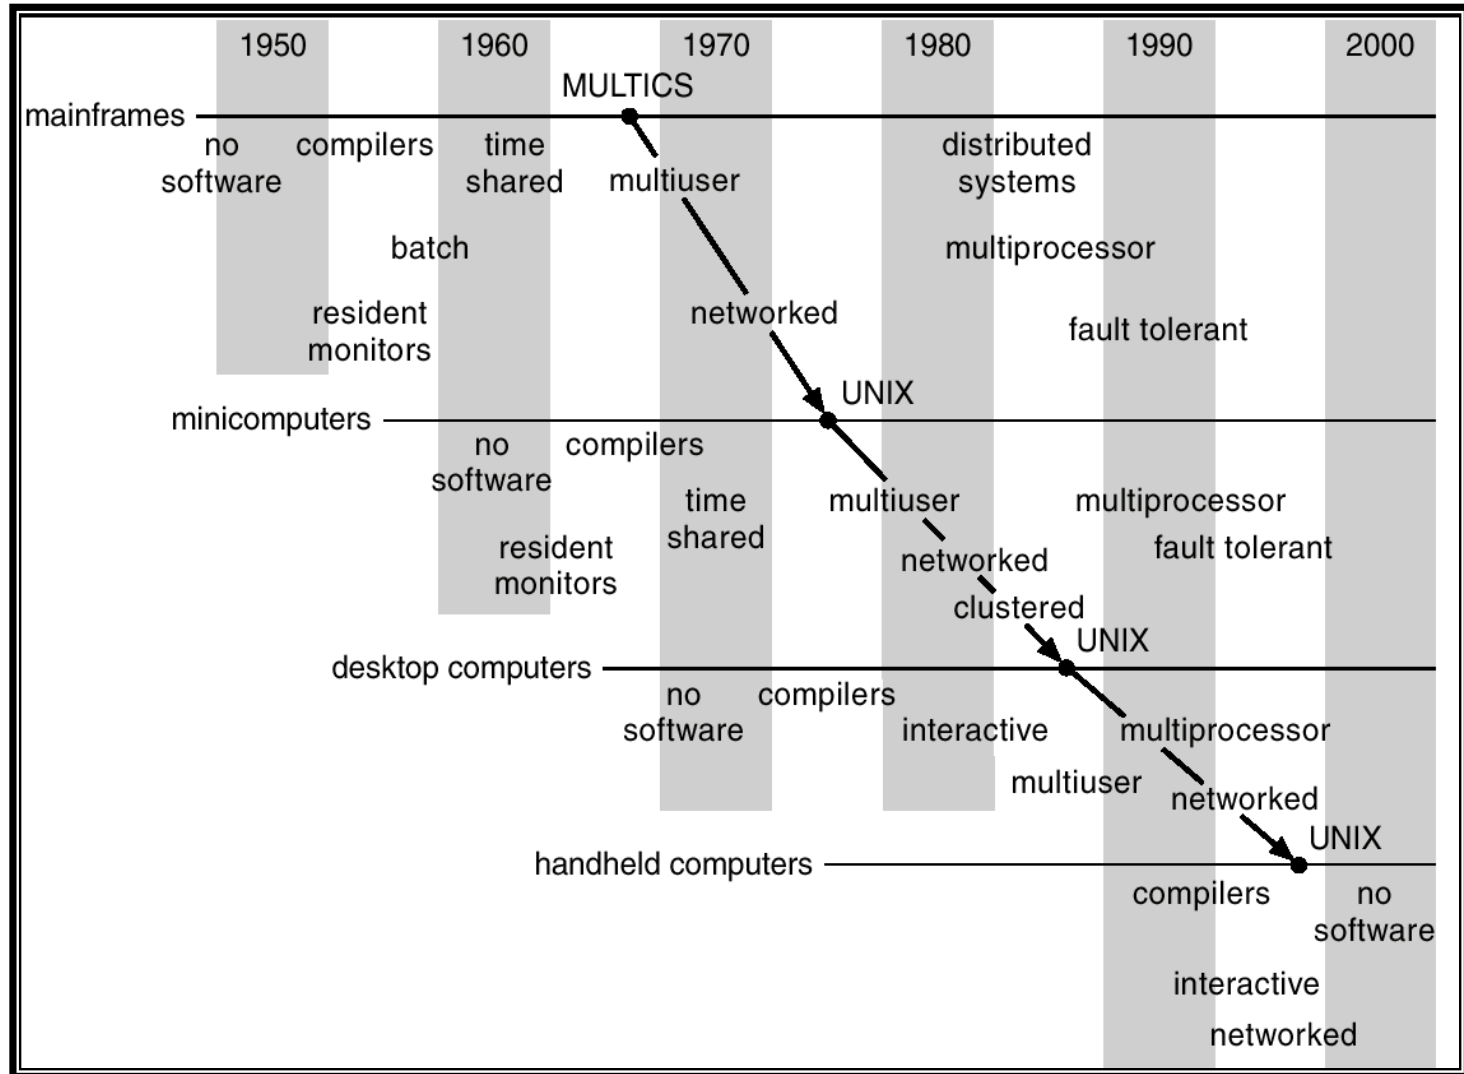 1950 1960 1970 1980 1990 2000
MULTICS
mainframes
no compilers time distributed
software shared multiuser systems
batch multiprocessor
resident networked fault tolerant
monitors
UNIX
minicomputers
no compilers
software
time multiuser multiprocessor
shared
resident networked fault tolerant
monitors
clustered
UNIX
desktop computers
no compilers
software interactive multiprocessor
multiuser networked
UNIX
handheld computers
compilers no
software
interactive
networked